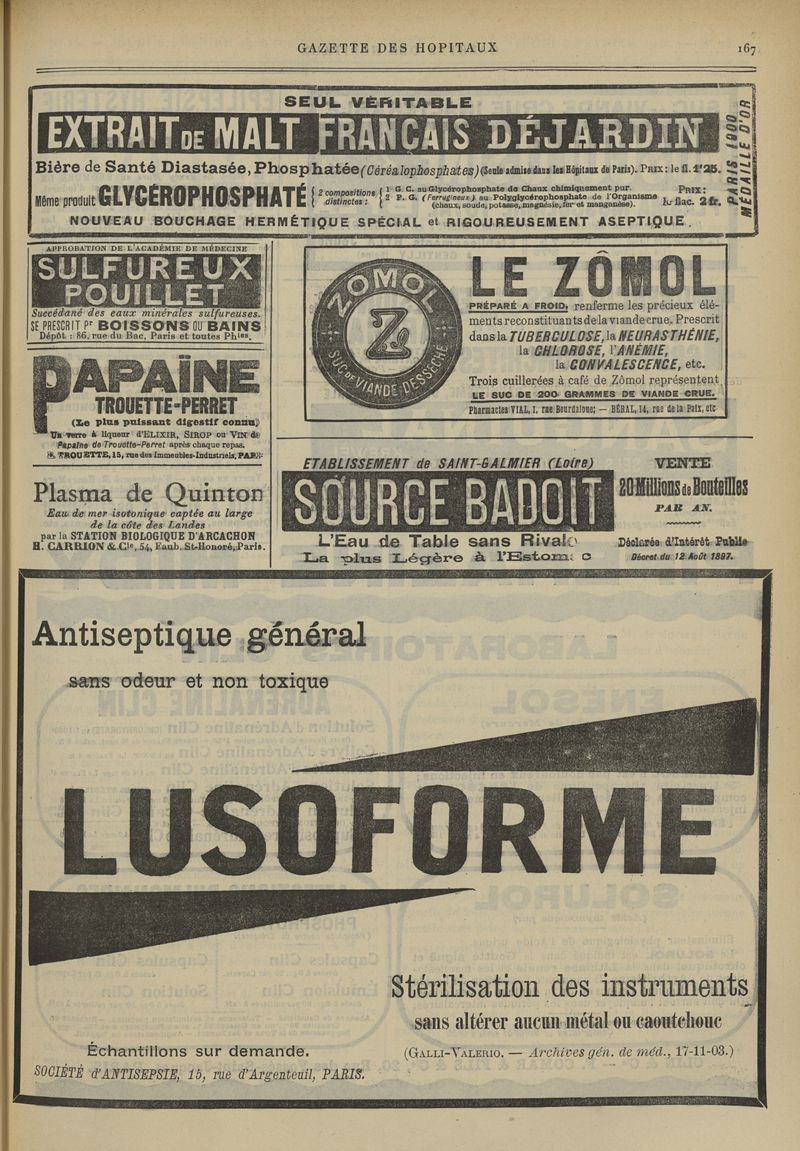 GAZETTE DES HOPITAUX
167
SEUL VÉRITABLE
EXTRAIT DE MALT FRANÇAIS DÉJARDIN
Bière de Santé Diastasée, Phosphatée (Céréalophosphates) (Seule admise dans les Hôpitaux de Paris). PRIX: le fl. 1f25.
Même produit GLYCÉROPHOSPHATÉ
2 compositions distinctes:
1° G. C. au Glycérophosphate de Chaux chimiquement pur.
2° P. G. (Ferrugineux) au Polyglycérophosphate de l'Organisme
(chaux, soude, potasse, magnésie, fer et manganèse).
PRIX:
le flac. 2 fr.
NOUVEAU BOUCHAGE HERMÉTIQUE SPÉCIAL et RIGOUREUSEMENT ASEPTIQUE.
PARIS 1900
MÉDAILLE D'OR
APPROBATION DE L'ACADÉMIE DE MÉDECINE
SULFUREUX
POUILLET
Succédané des eaux minérales sulfureuses.
SE PRESCRIT Pr BOISSONS OU BAINS
Dépôt: 86, rue du Bac, Paris et toutes Phies.
PAPAÏNE
TROUETTE-PERRET
(Le plus puissant digestif connu)
Un verre à liqueur d'ELIXIR, SIROP ou VIN de
Papaïne de Trouette-Perret après chaque repas.
E. TROUETTE, 15, rue des Immeubles-Industriels, PARIS
Plasma de Quinton
Eau de mer isotonique captée au large
de la côte des Landes
par la STATION BIOLOGIQUE D'ARCACHON
H. CARRION & Cie, 54, Faub. St-Honoré, Paris.
ZOMOL
Z
SUC DE VIANDE DESSÉCHÉ
LE ZÔMOL
PRÉPARÉ A FROID, renferme les précieux élé-
ments reconstituants de la viande crue. Prescrit
dans la TUBERCULOSE, la NEURASTHÉNIE,
la CHLOROSE, l'ANÉMIE,
la CONVALESCENCE, etc.
Trois cuillerées à café de Zômol représentent
LE SUC DE 200 GRAMMES DE VIANDE CRUE.
Pharmacies VIAL, 1, rue Bourdaloue; — BÉRAL, 14, rue de la Paix, etc
ETABLISSEMENT de SAINT-GALMIER (Loire)
SOURCE BADOIT
L'Eau de Table sans Rivale
La plus Légère à l'Estomac
VENTE
20 Millions de Bouteilles
PAR AN.
Déclarée d'Intérêt Public
Décret du 12 Août 1897.
Antiseptique général
sans odeur et non toxique
LUSOFORME
Stérilisation des instruments
sans altérer aucun métal ou caoutchouc
Échantillons sur demande.
(GALLI-VALERIO. — Archives gén. de méd., 17-11-03.)
SOCIÉTÉ d'ANTISEPSIE, 15, rue d'Argenteuil, PARIS.